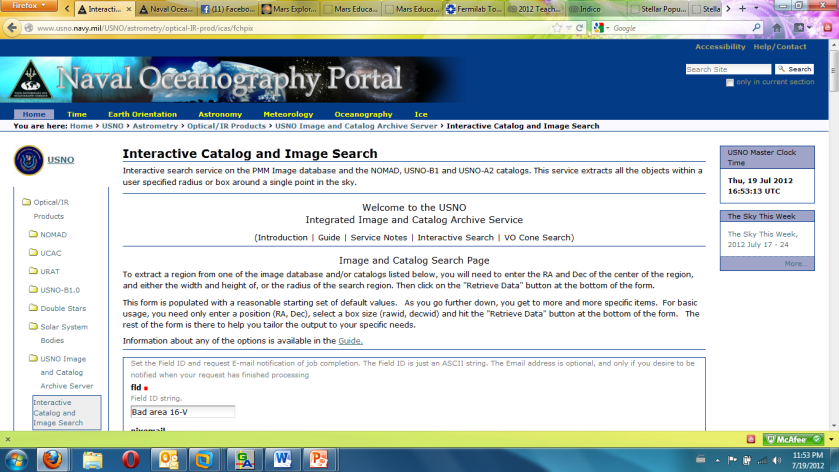 Firefox
Interacti...
Naval Ocea...
(11) Faceboo...
Mars Explor...
Mars Educa...
Mars Educa...
Fermilab To...
2012 Teach...
Stellar Popu...
Stella
www.usno.navy.mil/USNO/astrometry/optical-IR-prod/icas/fchpix
Google
Accessibility Help/Contact
Naval Oceanography Portal
Search Site
Search
only in current section
Home Time Earth Orientation Astronomy Meteorology Oceanography Ice
You are here: Home › USNO › Astrometry › Optical/IR Products › USNO Image and Catalog Archive Server › Interactive Catalog and Image Search
USNO
Optical/IR
Products
NOMAD
UCAC
URAT
USNO-B1.0
Double Stars
Solar System
Bodies
USNO Image
and Catalog
Archive Server
Interactive
Catalog and
Image Search
Interactive Catalog and Image Search
Interactive search service on the PMM Image database and the NOMAD, USNO-B1 and USNO-A2 catalogs. This service extracts all the objects within a
user specified radius or box around a single point in the sky.
Welcome to the USNO
Integrated Image and Catalog Archive Service
(Introduction | Guide | Service Notes | Interactive Search | VO Cone Search)
Image and Catalog Search Page
To extract a region from one of the image database and/or catalogs listed below, you will need to enter the RA and Dec of the center of the region,
and either the width and height of, or the radius of the search region. Then click on the "Retrieve Data" button at the bottom of the form.
This form is populated with a reasonable starting set of default values. As you go further down, you get to more and more specific items. For basic
usage, you need only enter a position (RA, Dec), select a box size (rawid, decwid) and hit the "Retrieve Data" button at the bottom of the form. The
rest of the form is there to help you tailor the output to your specific needs.
Information about any of the options is available in the Guide.
Set the Field ID and request E-mail notification of job completion. The Field ID is just an ASCII string. The Email address is optional, and only if you desire to be
notified when your request has finished processing
fld
Field ID string.
Bad area 16-V
USNO Master Clock
Time
Thu, 19 Jul 2012
16:53:13 UTC
The Sky This Week
The Sky This Week,
2012 July 17 - 24
More...
McAfee
11:53 PM
7/19/2012